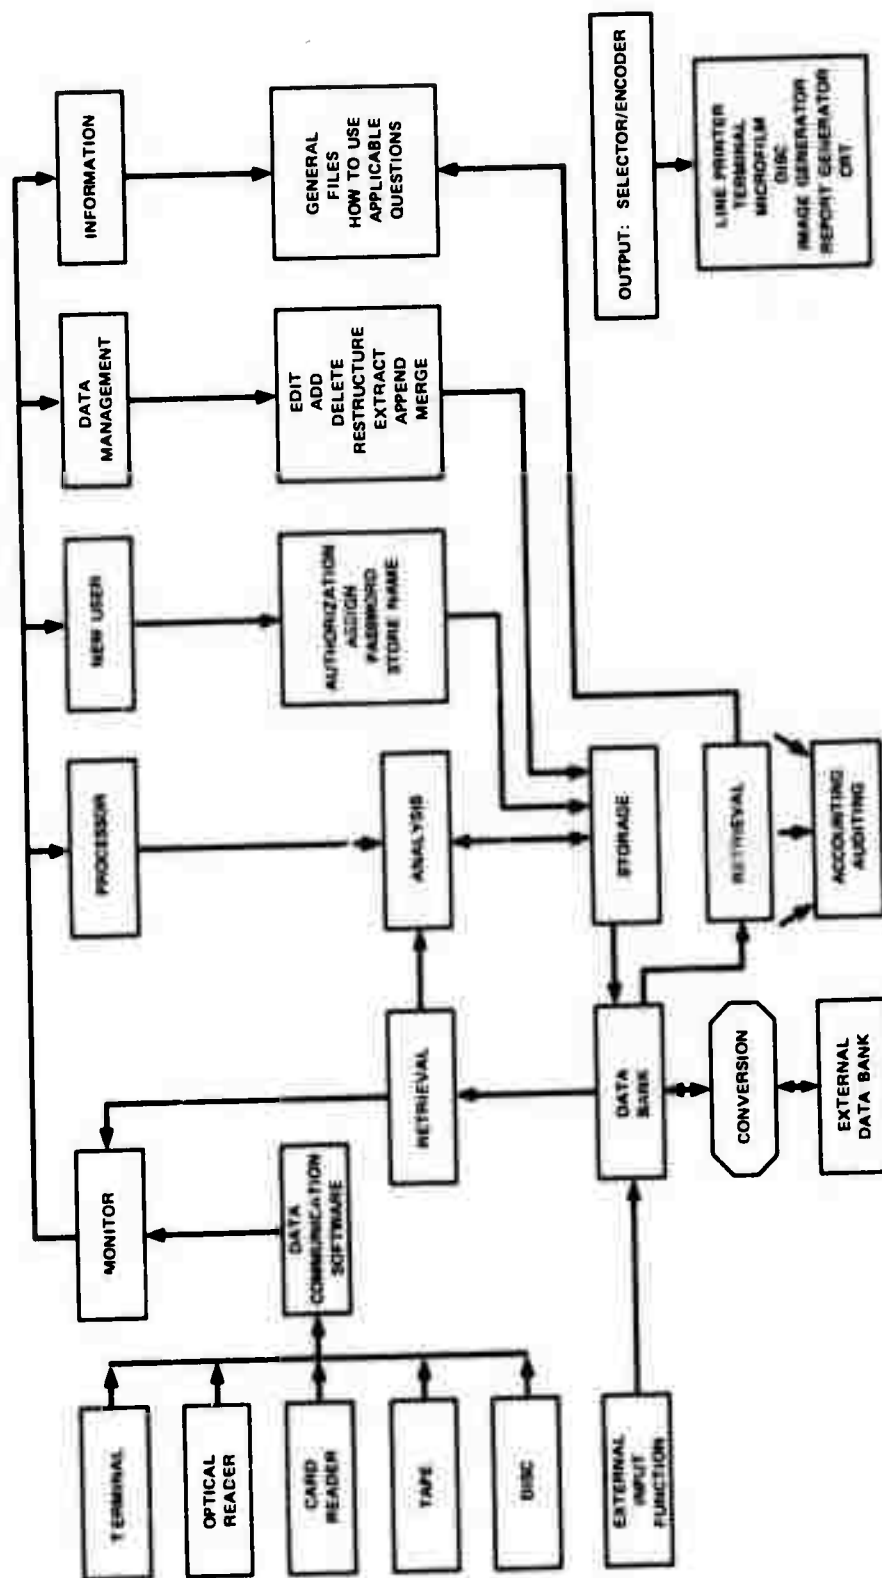 TERMINAL
OPTICAL
READER
CARD
READER
TAPE
DISC
EXTERNAL
INPUT
FUNCTION
MONITOR
DATA
COMMUNICATION
SOFTWARE
RETRIEVAL
DATA
BANK
CONVERSION
EXTERNAL
DATA BANK
PROCESSOR
ANALYSIS
STORAGE
RETRIEVAL
ACCOUNTING
AUDITING
NEW USER
AUTHORIZATION
ASSIGN
PASSWORD
STORE NAME
DATA
MANAGEMENT
EDIT
ADD
DELETE
RESTRUCTURE
EXTRACT
APPEND
MERGE
INFORMATION
GENERAL
FILES
HOW TO USE
APPLICABLE
QUESTIONS
OUTPUT: SELECTOR/ENCODER
LINE PRINTER
TERMINAL
MICROFILM
DISC
IMAGE GENERATOR
REPORT GENERATOR
CRT